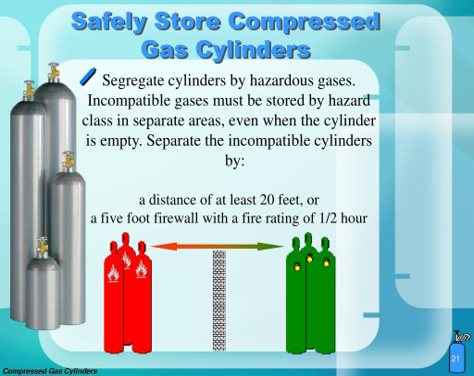 Safely Store Compressed
Gas Cylinders
Segregate cylinders by hazardous gases.
Incompatible gases must be stored by hazard
class in separate areas, even when the cylinder
is empty. Separate the incompatible cylinders
by:
a distance of at least 20 feet, or
a five foot firewall with a fire rating of 1/2 hour
21
Compressed Gas Cylinders